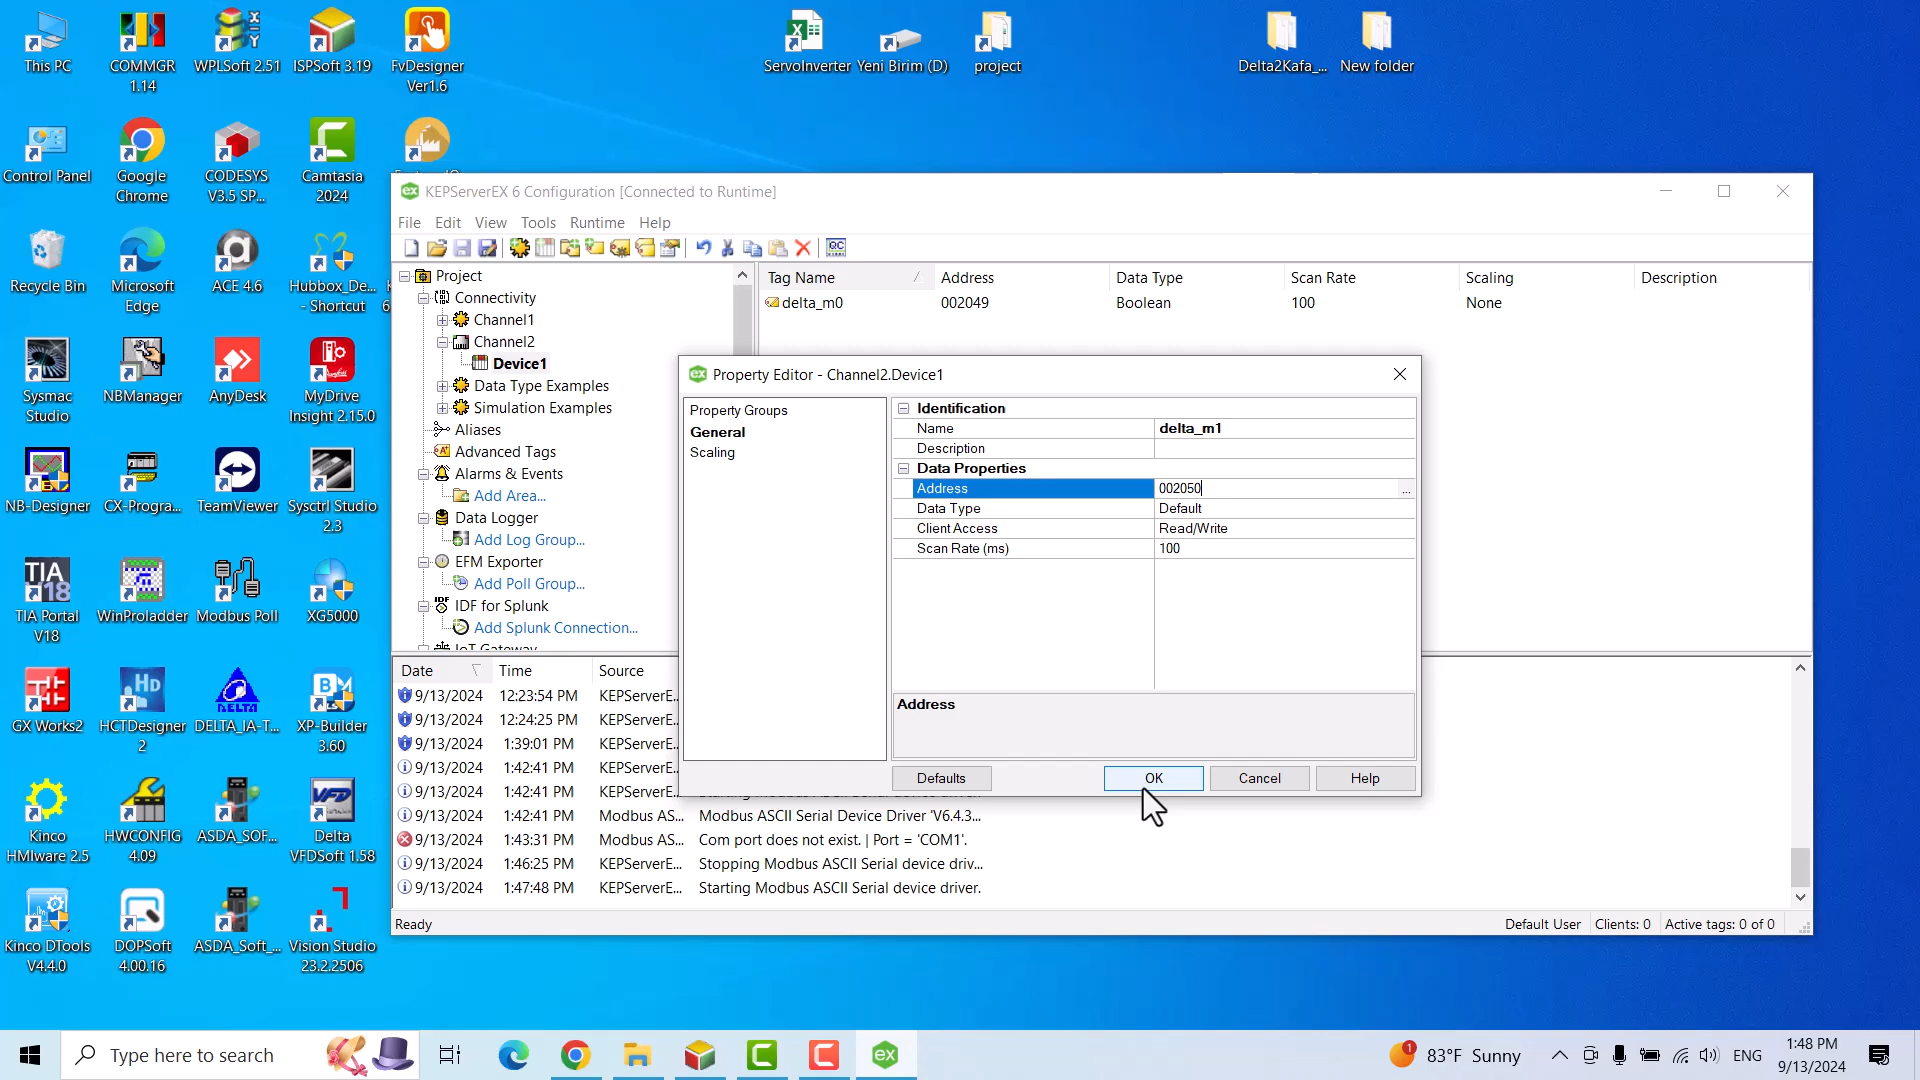 This PC
COMMGR
1.14
WPLSoft 2.51
ISPSoft 3.19
FvDesigner
Ver1.6
ServoInverter
Yeni Birim (D)
project
Delta2Kafa_...
New folder
Control Panel
Google
Chrome
CODESYS
V3.5 SP...
Camtasia
2024
Recycle Bin
Microsoft
Edge
ACE 4.6
Hubbox_De...
- Shortcut
Sysmac
Studio
NBManager
AnyDesk
MyDrive
Insight 2.15.0
NB-Designer
CX-Progra...
TeamViewer
Sysctrl Studio
2.3
TIA Portal
V18
WinProladder
Modbus Poll
XG5000
GX Works2
HCTDesigner
2
DELTA_IA-T...
XP-Builder
3.60
Kinco
HMIware 2.5
HWCONFIG
4.09
ASDA_SOF...
Delta
VFDSoft 1.58
Kinco DTools
V4.4.0
DOPSoft
4.00.16
ASDA_Soft_...
Vision Studio
23.2.2506
KEPServerEX 6 Configuration [Connected to Runtime]
File Edit View Tools Runtime Help
Project
Connectivity
Channel1
Channel2
Device1
Data Type Examples
Simulation Examples
Aliases
Advanced Tags
Alarms & Events
Add Area...
Data Logger
Add Log Group...
EFM Exporter
Add Poll Group...
IDF for Splunk
Add Splunk Connection...
IoT Gateway
Tag Name Address Data Type Scan Rate Scaling Description
delta_m0 002049 Boolean 100 None
Property Editor - Channel2.Device1
Property Groups
General
Scaling
Identification
Name delta_m1
Description
Data Properties
Address 002050 ...
Data Type Default
Client Access Read/Write
Scan Rate (ms) 100
Address
Defaults OK Cancel Help
Date Time Source
9/13/2024 12:23:54 PM KEPServerE...
9/13/2024 12:24:25 PM KEPServerE...
9/13/2024 1:39:01 PM KEPServerE...
9/13/2024 1:42:41 PM KEPServerE...
9/13/2024 1:42:41 PM KEPServerE...
9/13/2024 1:42:41 PM Modbus AS... Modbus ASCII Serial Device Driver 'V6.4.3...
9/13/2024 1:43:31 PM Modbus AS... Com port does not exist. | Port = 'COM1'.
9/13/2024 1:46:25 PM KEPServerE... Stopping Modbus ASCII Serial device driv...
9/13/2024 1:47:48 PM KEPServerE... Starting Modbus ASCII Serial device driver.
Ready Default User Clients: 0 Active tags: 0 of 0
Type here to search
83°F Sunny
ENG
1:48 PM
9/13/2024